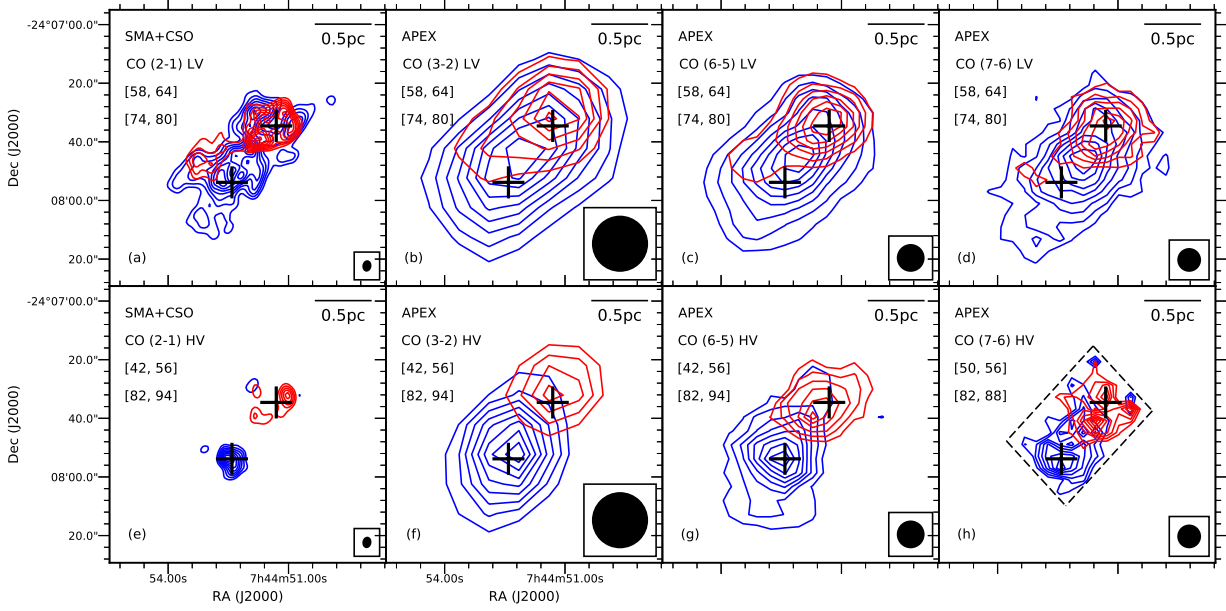 -24°07'00.0"
20.0"
40.0"
08'00.0"
20.0"
Dec (J2000)
SMA+CSO
0.5pc
CO (2-1) LV
[58, 64]
[74, 80]
(a)
APEX
0.5pc
CO (3-2) LV
[58, 64]
[74, 80]
(b)
APEX
0.5pc
CO (6-5) LV
[58, 64]
[74, 80]
(c)
APEX
0.5pc
CO (7-6) LV
[58, 64]
[74, 80]
(d)
-24°07'00.0"
20.0"
40.0"
08'00.0"
20.0"
Dec (J2000)
SMA+CSO
0.5pc
CO (2-1) HV
[42, 56]
[82, 94]
(e)
APEX
0.5pc
CO (3-2) HV
[42, 56]
[82, 94]
(f)
APEX
0.5pc
CO (6-5) HV
[42, 56]
[82, 94]
(g)
APEX
0.5pc
CO (7-6) HV
[50, 56]
[82, 88]
(h)
54.00s 7h44m51.00s
RA (J2000)
54.00s 7h44m51.00s
RA (J2000)